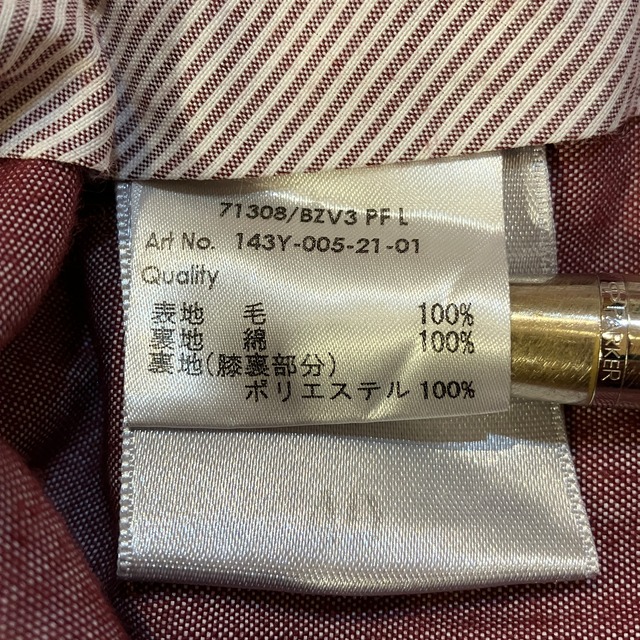 71308/BZV3 PF L
Art No. 143Y-005-21-01
Quality
表地 毛 100%
裏地 綿 100%
裏地(膝裏部分)
ポリエステル 100%
PARKER